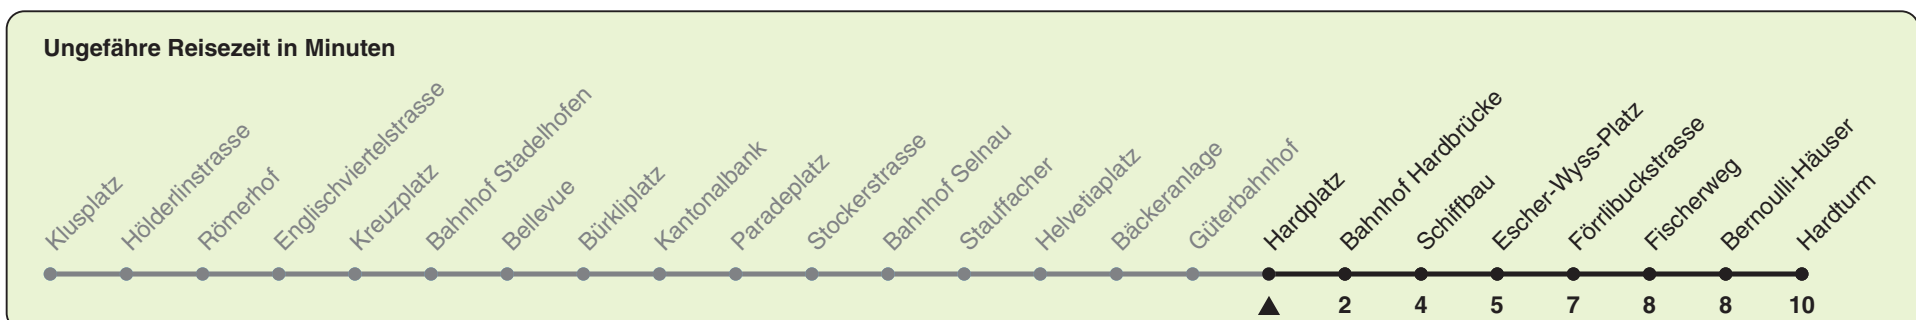 Ungefähre Reisezeit in Minuten
Klusplatz
Hölderlinstrasse
Römerhof
Englischviertelstrasse
Kreuzplatz
Bahnhof Stadelhofen
Bellevue
Bürkliplatz
Kantonalbank
Paradeplatz
Stockerstrasse
Bahnhof Selnau
Stauffacher
Helvetiaplatz
Bäckeranlage
Güterbahnhof
Hardplatz
Bahnhof Hardbrücke
Schiffbau
Escher-Wyss-Platz
Förrlibuckstrasse
Fischerweg
Bernoulli-Häuser
Hardturm
2 4 5 7 8 8 10